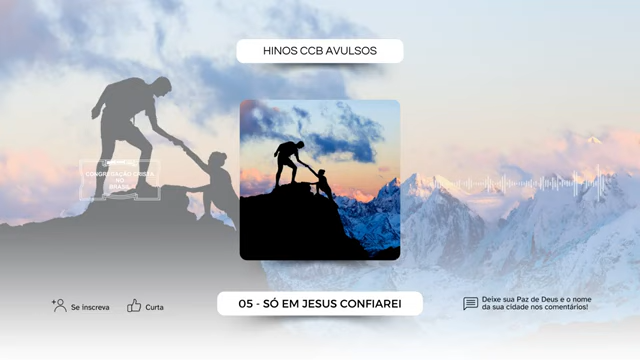 HINOS CCB AVULSOS
CONGREGAÇÃO CRISTÃ
NO
BRASIL
05 - SÓ EM JESUS CONFIAREI
Se inscreva
Curta
Deixe sua Paz de Deus e o nome
da sua cidade nos comentários!